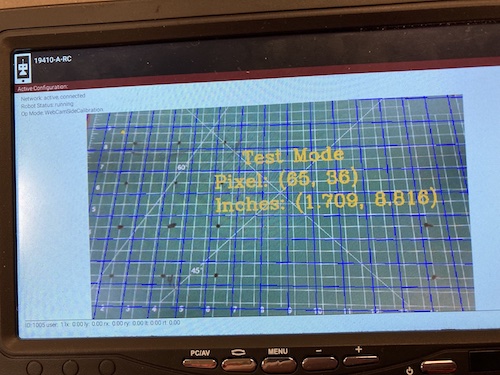 19410-A-RC
Active Configuration:
Network: active, connected
Robot Status: running
Op Mode: WebCamSideCalibration
Test Mode
Pixel: (65, 36)
Inches: (1.709, 8.816)
60°
45°
PC/AV
MENU
−
+